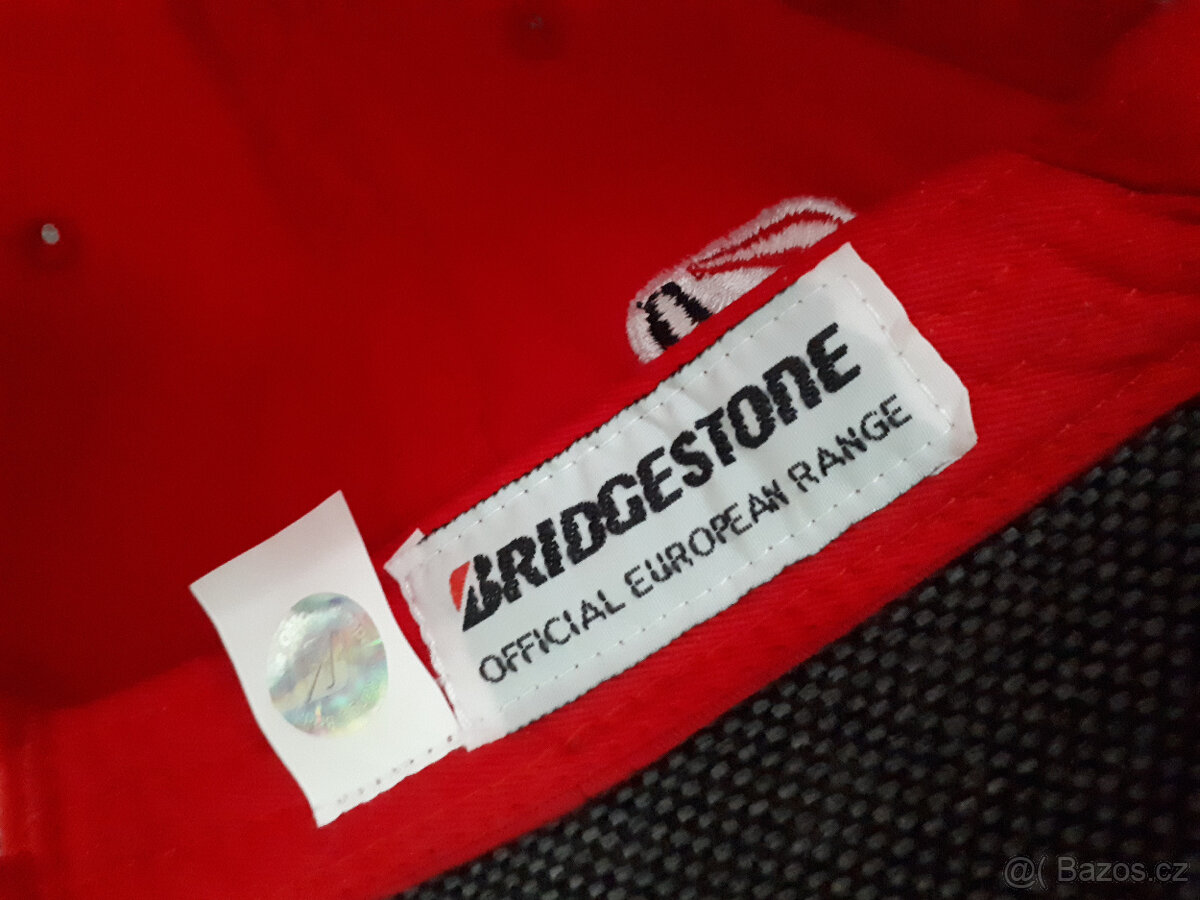 BRIDGESTONE
OFFICIAL EUROPEAN RANGE
@( Bazos.cz